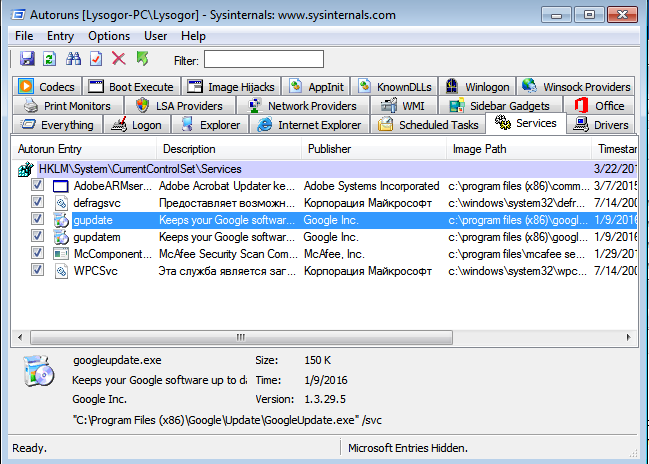 Autoruns [Lysogor-PC\Lysogor] - Sysinternals: www.sysinternals.com
File Entry Options User Help
Filter:
Codecs Boot Execute Image Hijacks AppInit KnownDLLs Winlogon Winsock Providers
Print Monitors LSA Providers Network Providers WMI Sidebar Gadgets Office
Everything Logon Explorer Internet Explorer Scheduled Tasks Services Drivers
Autorun Entry Description Publisher Image Path Timestar
HKLM\System\CurrentControlSet\Services 3/22/201
AdobeARMser... Adobe Acrobat Updater ke... Adobe Systems Incorporated c:\program files (x86)\comm... 3/7/2015
defragsvc Предоставляет возможн... Корпорация Майкрософт c:\windows\system32\defr... 7/14/200
gupdate Keeps your Google softwar... Google Inc. c:\program files (x86)\googl... 1/9/2016
gupdatem Keeps your Google softwar... Google Inc. c:\program files (x86)\googl... 1/9/2016
McComponent... McAfee Security Scan Com... McAfee, Inc. c:\program files\mcafee se... 1/29/201
WPCSvc Эта служба является заг... Корпорация Майкрософт c:\windows\system32\wpc... 7/14/200
googleupdate.exe Size: 150 K
Keeps your Google software up to da Time: 1/9/2016
Google Inc. Version: 1.3.29.5
"C:\Program Files (x86)\Google\Update\GoogleUpdate.exe" /svc
Ready. Microsoft Entries Hidden.